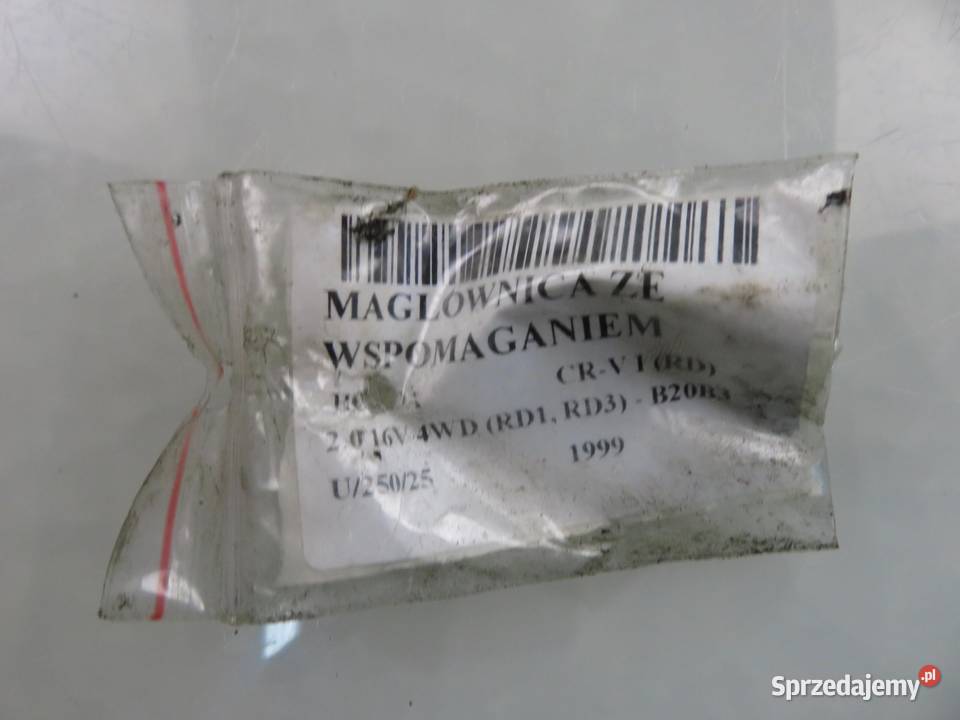 MAGLOWNICA ZE
WSPOMAGANIEM
CR-V I (RD)
2.0 16V 4WD (RD1, RD3) - B20B3
U/250/25 1999
Sprzedajemy.pl